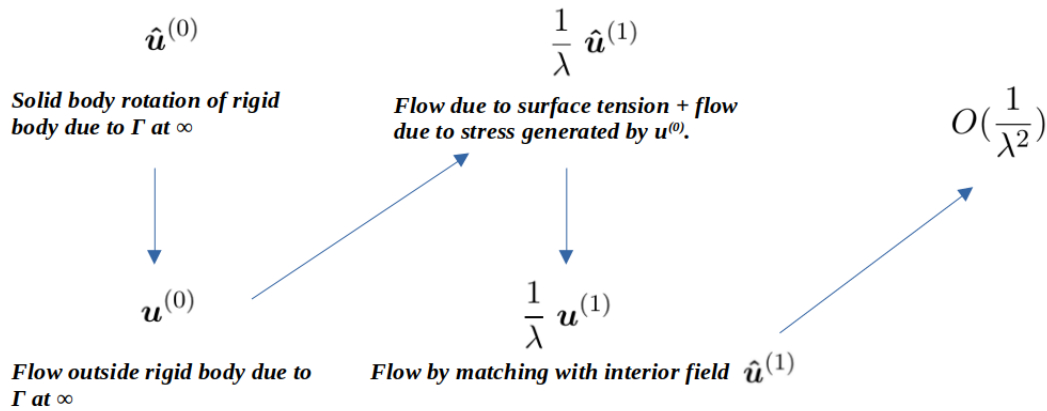 û^(0)
Solid body rotation of rigid
body due to Γ at ∞
u^(0)
Flow outside rigid body due to
Γ at ∞
1/λ û^(1)
Flow due to surface tension + flow
due to stress generated by u^(0).
1/λ u^(1)
Flow by matching with interior field û^(1)
O(1/λ^2)